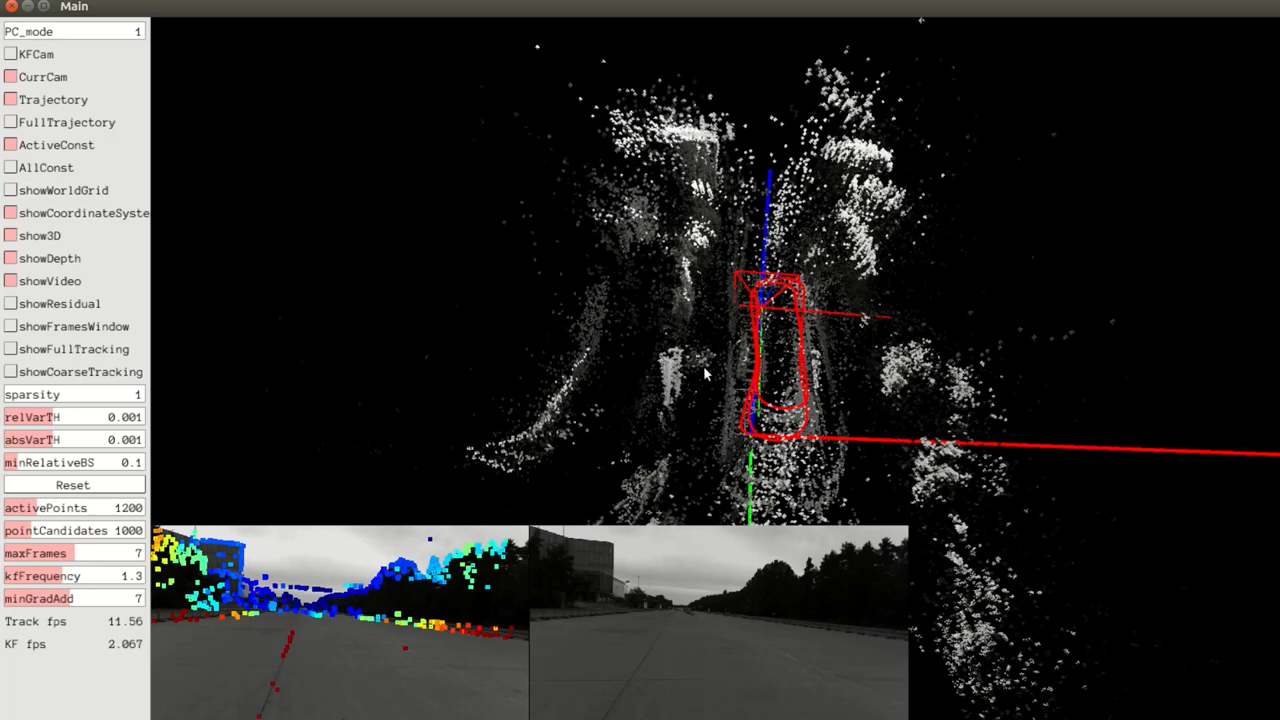 Main
PC_mode 1
KFCam
CurrCam
Trajectory
FullTrajectory
ActiveConst
AllConst
showWorldGrid
showCoordinateSyste
show3D
showDepth
showVideo
showResidual
showFramesWindow
showFullTracking
showCoarseTracking
sparsity 1
relVarTH 0.001
absVarTH 0.001
minRelativeBS 0.1
Reset
activePoints 1200
pointCandidates 1000
maxFrames 7
kfFrequency 1.3
minGradAdd 7
Track fps 11.56
KF fps 2.067